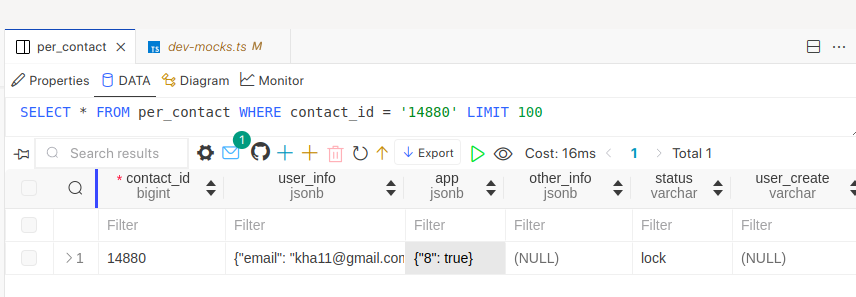 per_contact dev-mocks.ts M
Properties DATA Diagram Monitor
SELECT * FROM per_contact WHERE contact_id = '14880' LIMIT 100
Search results 1 Export Cost: 16ms 1 Total 1
* contact_id user_info app other_info status user_create
bigint jsonb jsonb jsonb varchar varchar
Filter Filter Filter Filter Filter Filter
1 14880 {"email": "kha11@gmail.com {"8": true} (NULL) lock (NULL)